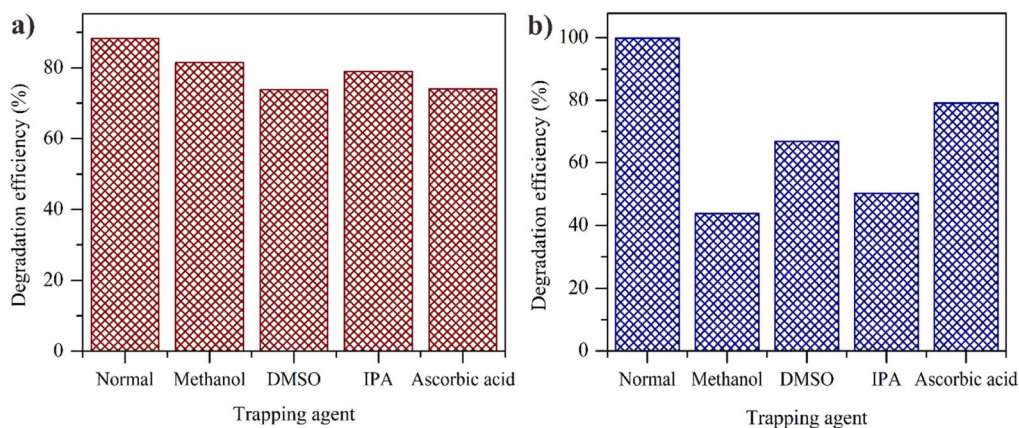 a)
Degradation efficiency (%)
80
60
40
20
0
Normal Methanol DMSO IPA Ascorbic acid
Trapping agent
b)
Degradation efficiency (%)
100
80
60
40
20
0
Normal Methanol DMSO IPA Ascorbic acid
Trapping agent